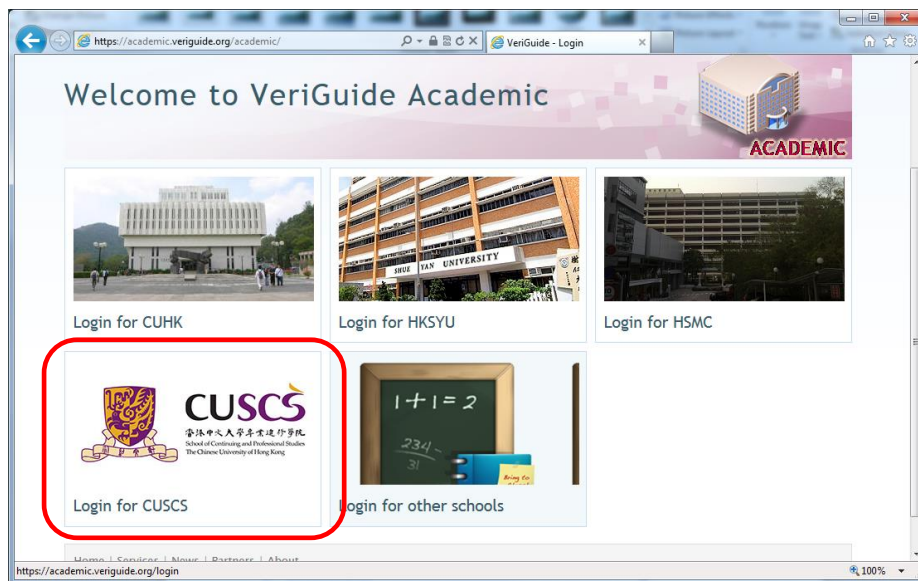 https://academic.veriguide.org/academic/
VeriGuide - Login
Welcome to VeriGuide Academic
ACADEMIC
SHUE YAN UNIVERSITY
Login for CUHK
Login for HKSYU
Login for HSMC
CUSCS
香港中文大學專業進修學院
School of Continuing and Professional Studies
The Chinese University of Hong Kong
1+1=2
234
31
Bring to
Login for CUSCS
Login for other schools
Home | Services | News | Partners | About
https://academic.veriguide.org/login
100%